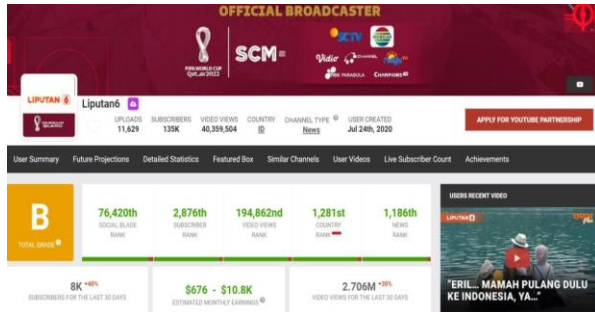 OFFICIAL BROADCASTER
SCTV
FIFA WORLD CUP
Qatar2022
SCM
Vidio
CHANNEL
NEX PARABOLA
CHAMPIONS
LIPUTAN 6
Liputan6
UPLOADS
11,629
SUBSCRIBERS
135K
VIDEO VIEWS
40,359,504
COUNTRY
ID
CHANNEL TYPE
News
USER CREATED
Jul 24th, 2020
APPLY FOR YOUTUBE PARTNERSHIP
User Summary Future Projections Detailed Statistics Featured Box Similar Channels User Videos Live Subscriber Count Achievements
B
TOTAL GRADE
76,420th
SOCIAL BLADE
RANK
2,876th
SUBSCRIBER
RANK
194,862nd
VIDEO VIEWS
RANK
1,281st
COUNTRY
RANK
1,186th
NEWS
RANK
USERS RECENT VIDEO
LIPUTAN 6
"ERIL... MAMAH PULANG DULU
KE INDONESIA, YA..."
8K
SUBSCRIBERS FOR THE LAST 30 DAYS
$676 - $10.8K
ESTIMATED MONTHLY EARNINGS
2.706M
VIDEO VIEWS FOR THE LAST 30 DAYS